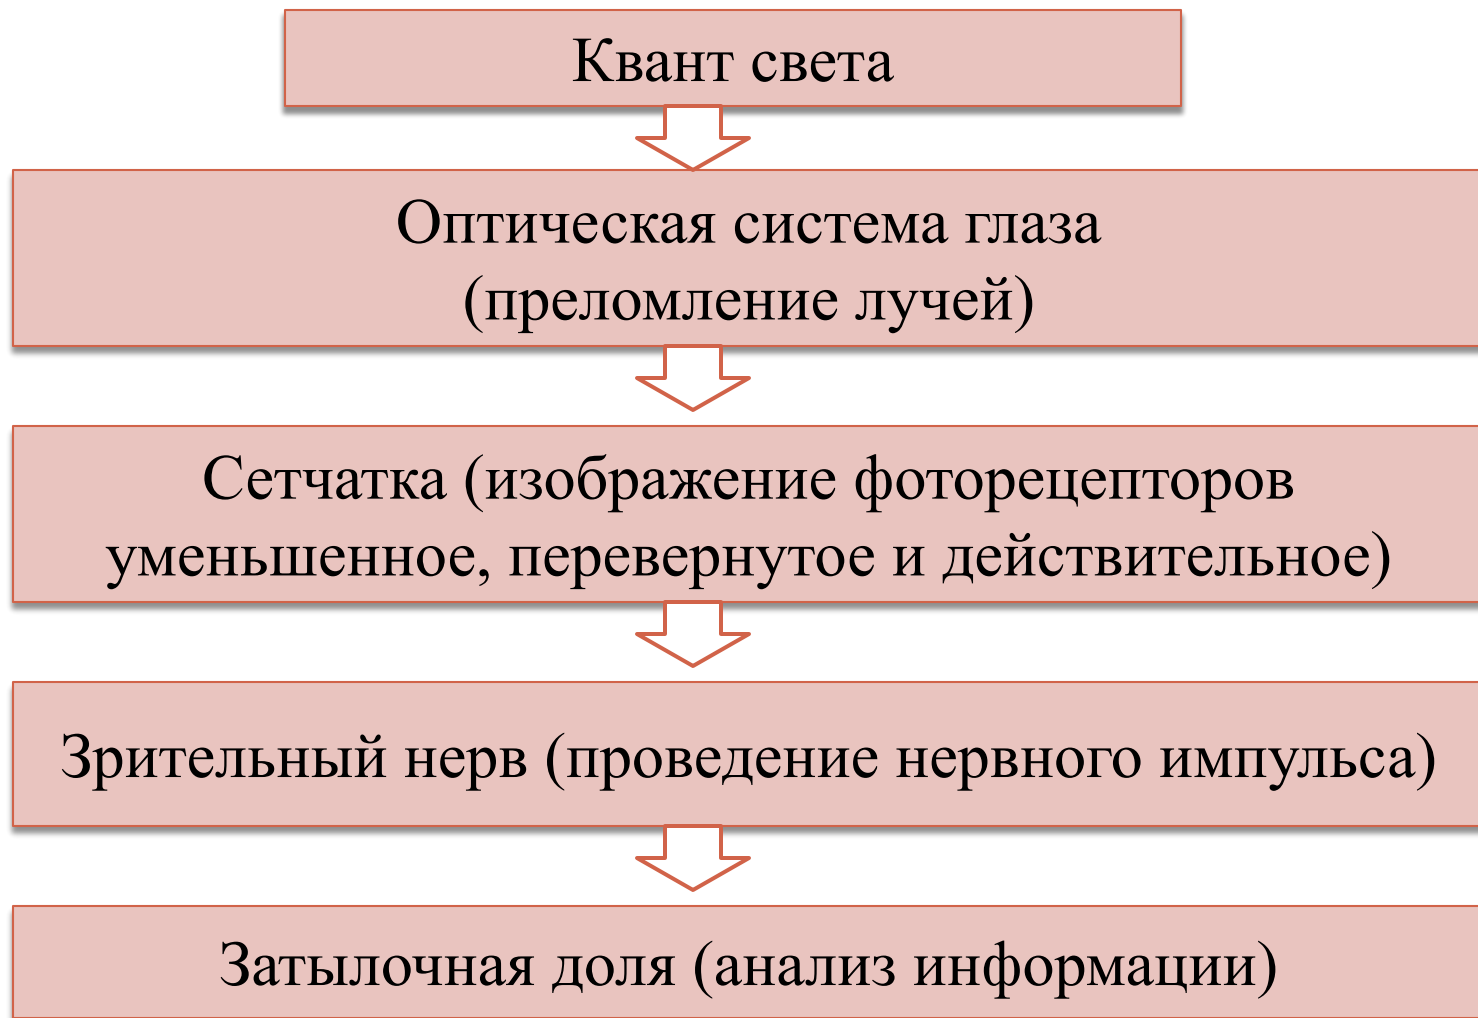 Квант света
Оптическая система глаза
(преломление лучей)
Сетчатка (изображение фоторецепторов
уменьшенное, перевернутое и действительное)
Зрительный нерв (проведение нервного импульса)
Затылочная доля (анализ информации)